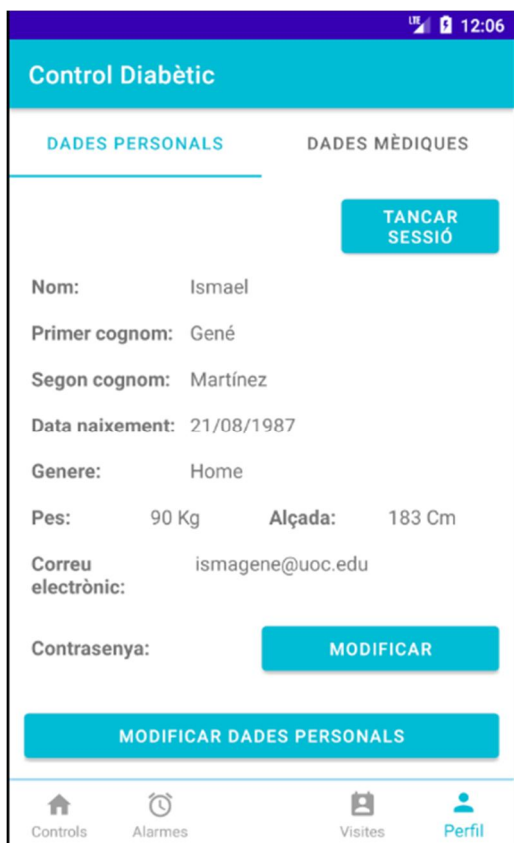 LTE 12:06
Control Diabètic
DADES PERSONALS DADES MÈDIQUES
TANCAR
SESSIÓ
Nom: Ismael
Primer cognom: Gené
Segon cognom: Martínez
Data naixement: 21/08/1987
Genere: Home
Pes: 90 Kg Alçada: 183 Cm
Correu
electrònic: ismagene@uoc.edu
Contrasenya: MODIFICAR
MODIFICAR DADES PERSONALS
Controls Alarmes Visites Perfil